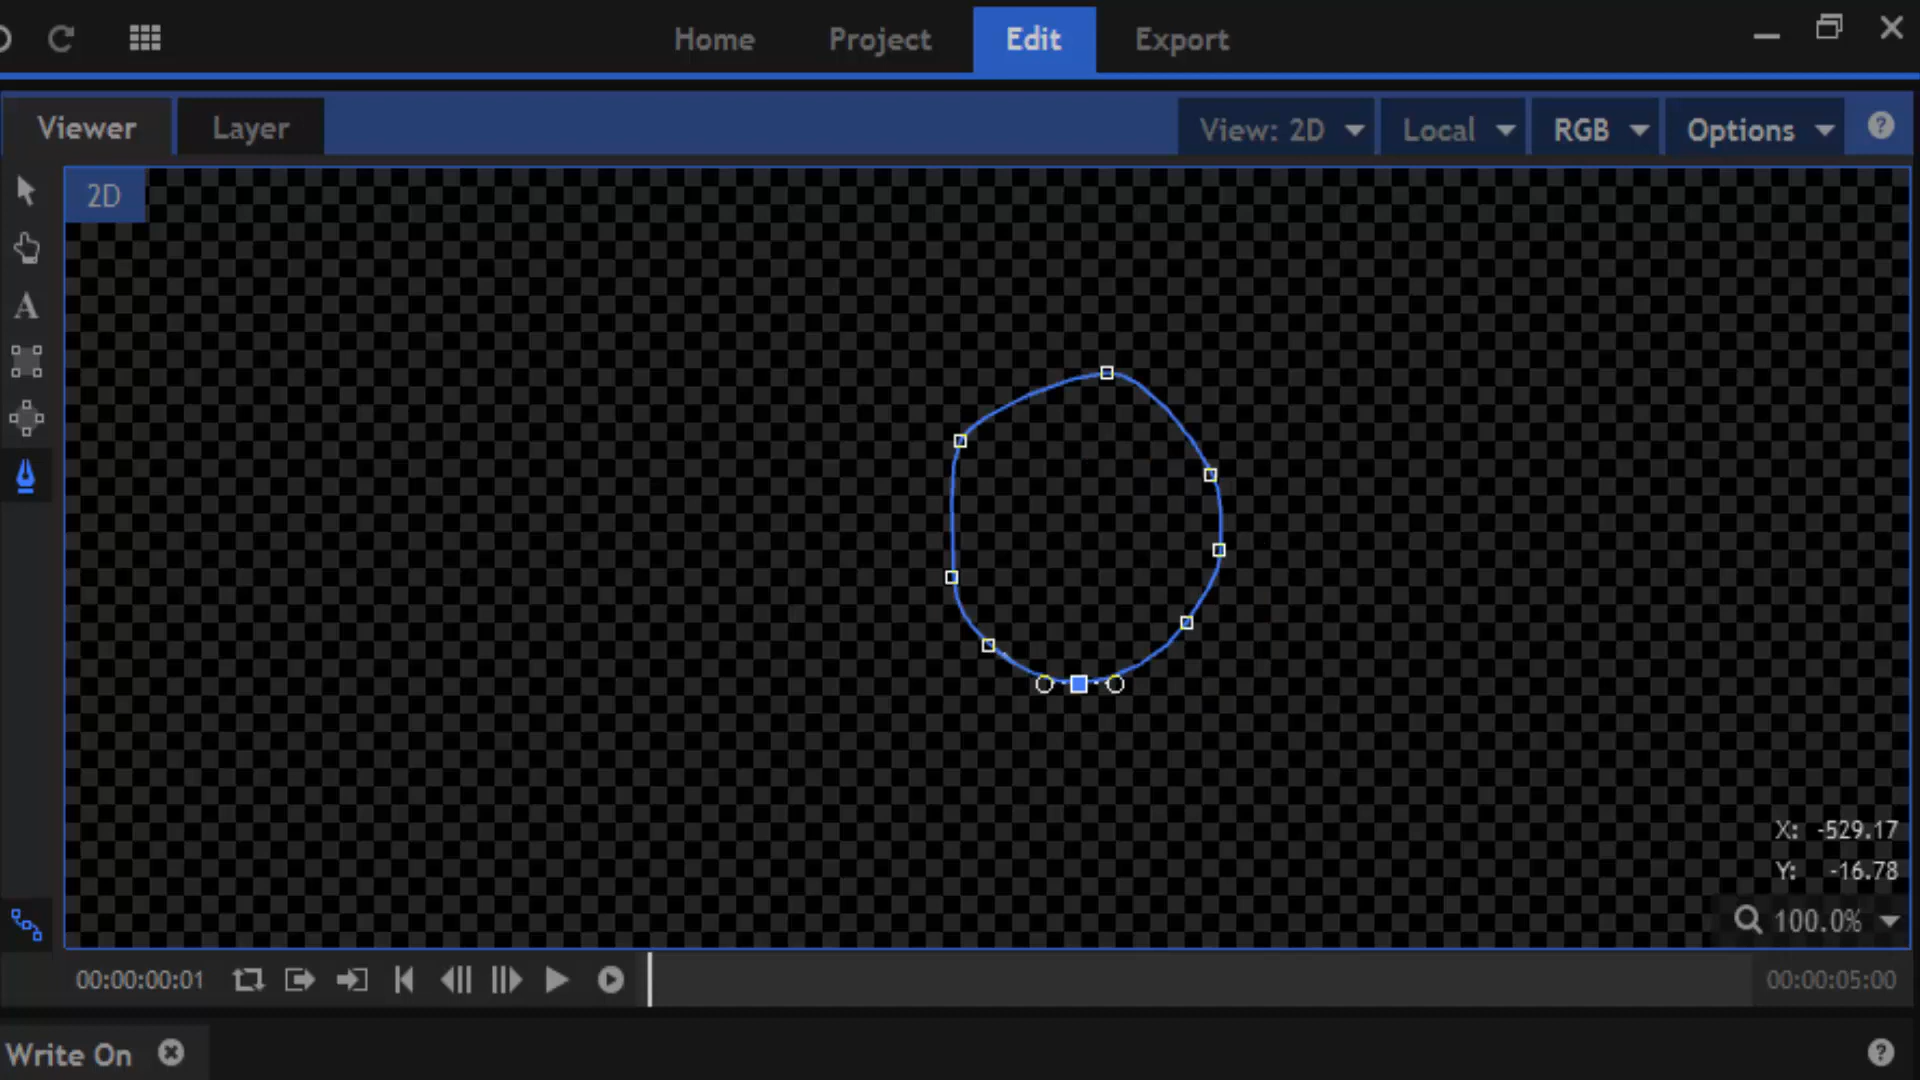 Home Project Edit Export
Viewer Layer View: 2D Local RGB Options ?
2D
A
X: -529.17
Y: -16.78
100.0%
00:00:00:01 00:00:05:00
Write On ?